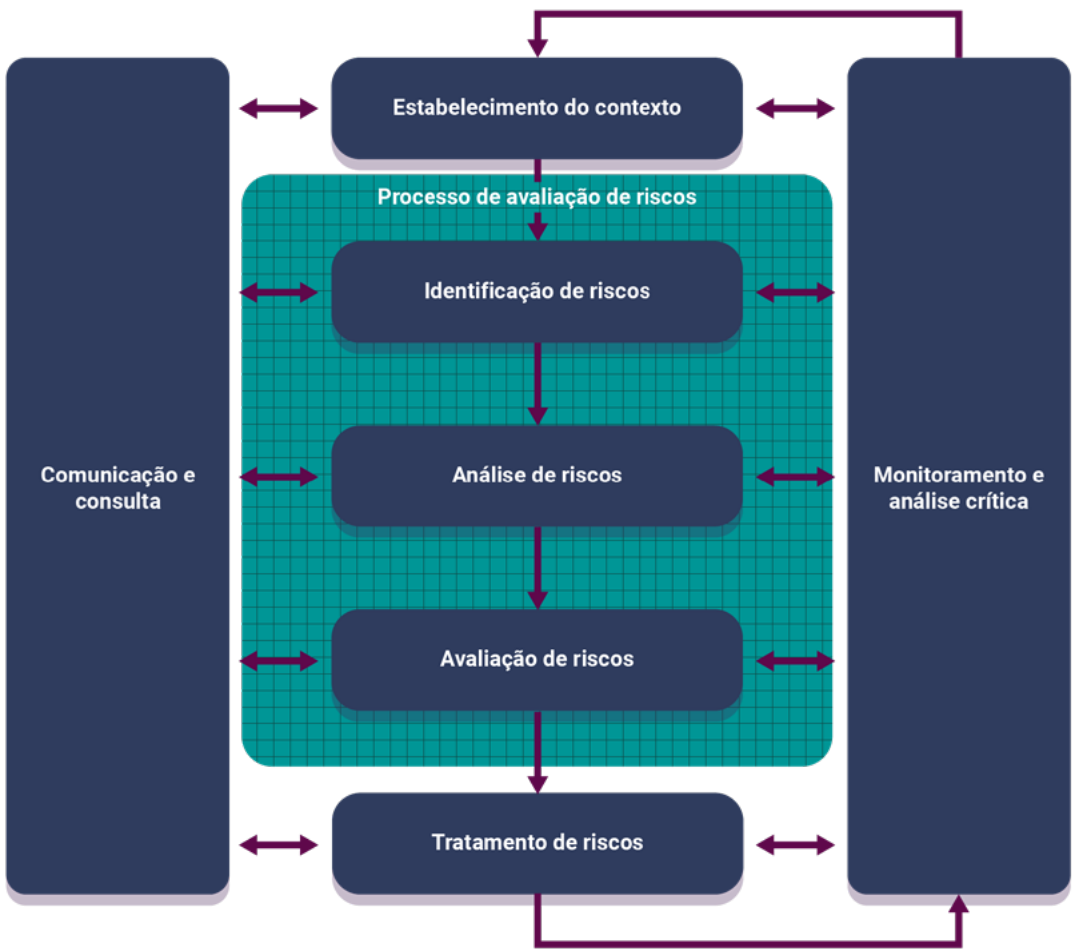 Estabelecimento do contexto
Processo de avaliação de riscos
Identificação de riscos
Comunicação e
consulta
Análise de riscos
Monitoramento e
análise crítica
Avaliação de riscos
Tratamento de riscos